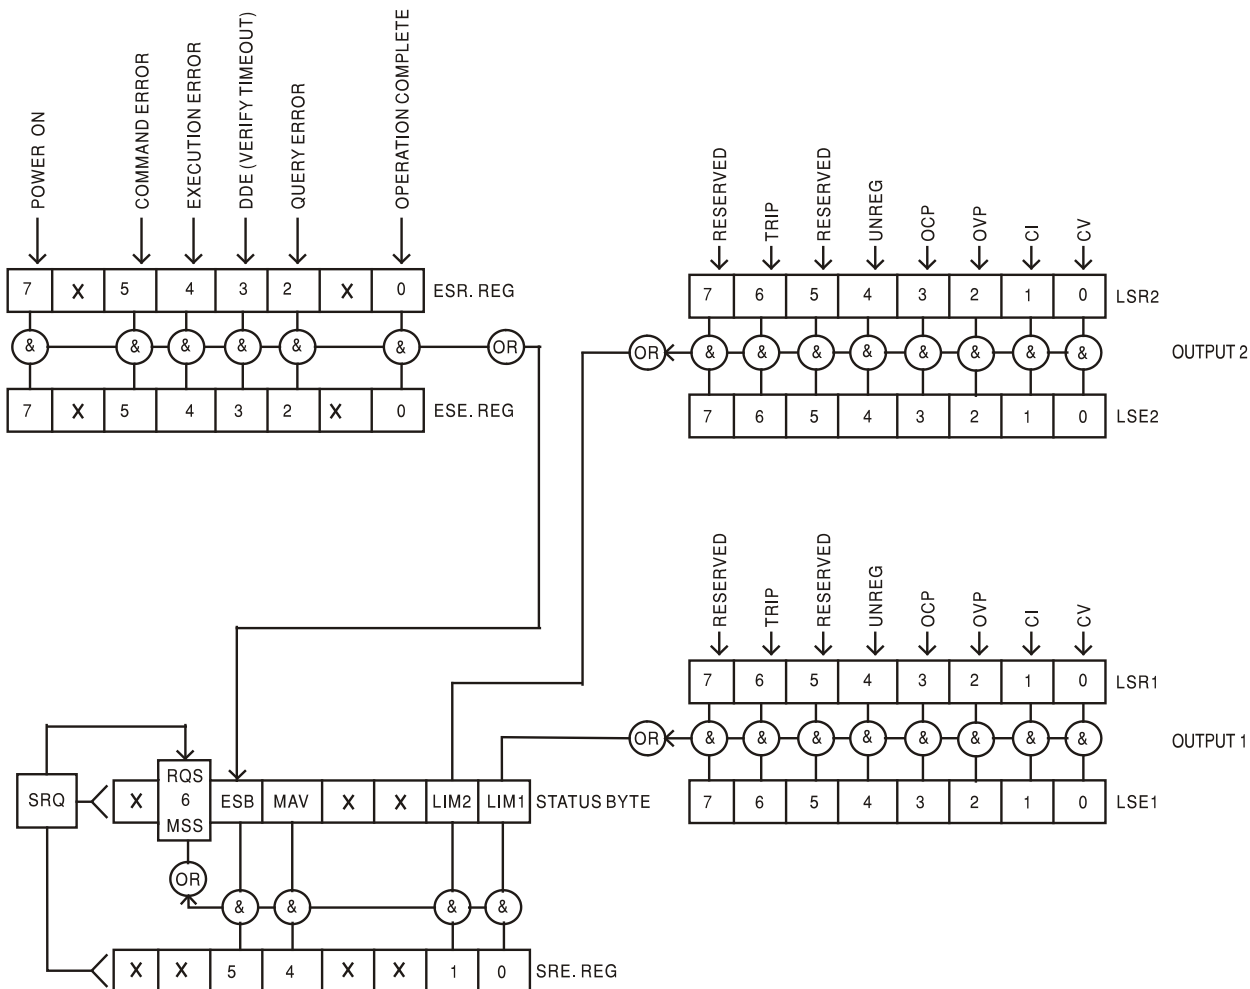 POWER ON
COMMAND ERROR
EXECUTION ERROR
DDE (VERIFY TIMEOUT)
QUERY ERROR
OPERATION COMPLETE
7 X 5 4 3 2 X 0 ESR. REG
& & & & & & OR
7 X 5 4 3 2 X 0 ESE. REG
RESERVED
TRIP
RESERVED
UNREG
OCP
OVP
CI
CV
7 6 5 4 3 2 1 0 LSR2
OR & & & & & & & & OUTPUT 2
7 6 5 4 3 2 1 0 LSE2
RESERVED
TRIP
RESERVED
UNREG
OCP
OVP
CI
CV
7 6 5 4 3 2 1 0 LSR1
OR & & & & & & & & OUTPUT 1
7 6 5 4 3 2 1 0 LSE1
SRQ
X RQS 6 MSS ESB MAV X X LIM2 LIM1 STATUS BYTE
OR
& & & &
X X 5 4 X X 1 0 SRE. REG